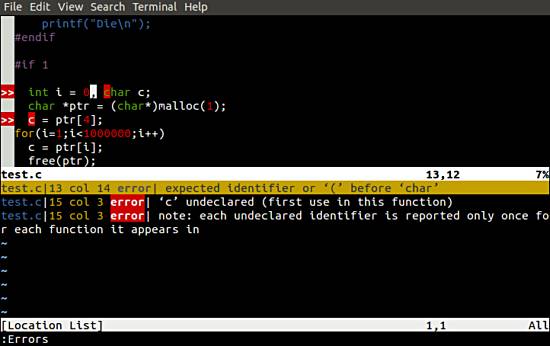 File Edit View Search Terminal Help
printf("Die\n");
#endif
#if 1
>> int i = 0, char c;
char *ptr = (char*)malloc(1);
>> c = ptr[4];
for(i=1;i<1000000;i++)
c = ptr[i];
free(ptr);
test.c 13,12 7%
test.c|13 col 14 error| expected identifier or ‘(’ before ‘char’
test.c|15 col 3 error| ‘c’ undeclared (first use in this function)
test.c|15 col 3 error| note: each undeclared identifier is reported only once fo
r each function it appears in
~
~
~
~
~
[Location List] 1,1 All
:Errors